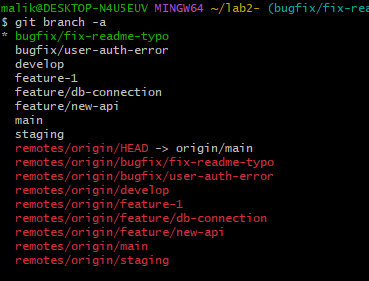 malik@DESKTOP-N4U5EUV MINGW64 ~/lab2- (bugfix/fix-rea
$ git branch -a
* bugfix/fix-readme-typo
bugfix/user-auth-error
develop
feature-1
feature/db-connection
feature/new-api
main
staging
remotes/origin/HEAD -> origin/main
remotes/origin/bugfix/fix-readme-typo
remotes/origin/bugfix/user-auth-error
remotes/origin/develop
remotes/origin/feature-1
remotes/origin/feature/db-connection
remotes/origin/feature/new-api
remotes/origin/main
remotes/origin/staging